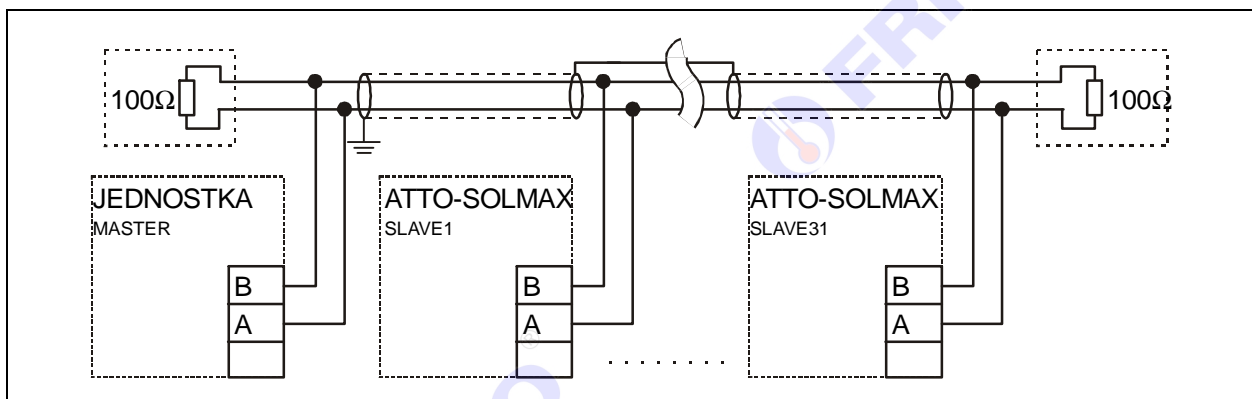 100Ω
100Ω
JEDNOSTKA
MASTER
ATTO-SOLMAX
SLAVE1
ATTO-SOLMAX
SLAVE31
B
A
B
A
. . . . . . . .
B
A